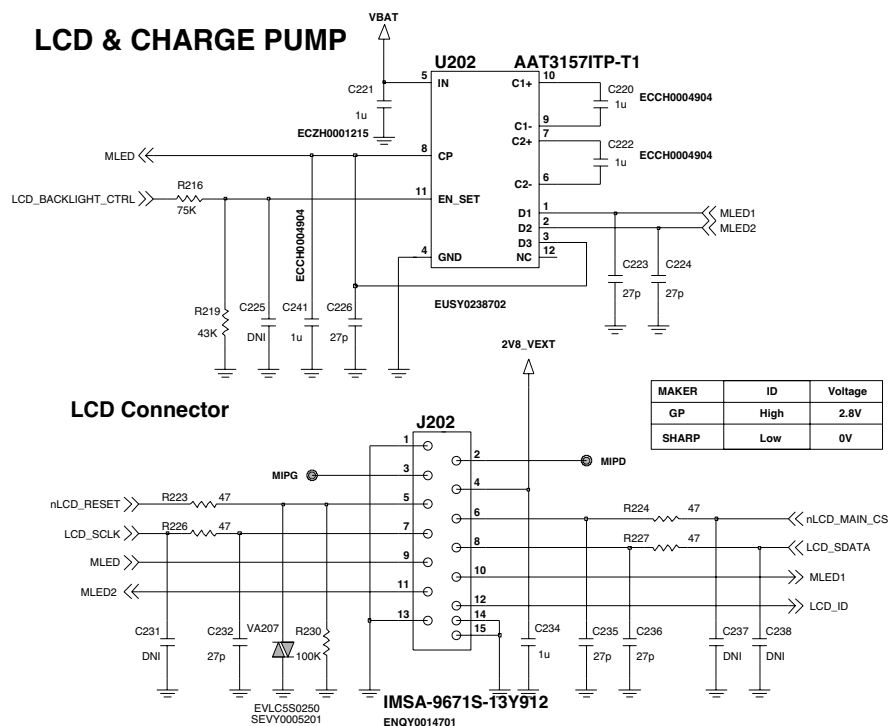 LCD & CHARGE PUMP
VBAT
U202 AAT3157ITP-T1
5 IN C1+ 10
C221
1u
ECZH0001215
C220
1u
ECCH0004904
C1- 9
C2+ 7
C222
1u
ECCH0004904
C2- 6
MLED 8 CP
LCD_BACKLIGHT_CTRL R216 75K 11 EN_SET
D1 1 MLED1
D2 2 MLED2
D3 3
NC 12
4 GND
ECCH0004904
C223 C224
27p 27p
EUSY0238702
R219 C225 C241 C226
43K DNI 1u 27p
2V8_VEXT
MAKER ID Voltage
GP High 2.8V
SHARP Low 0V
LCD Connector
J202
1
2 MIPD
MIPG 3
4
nLCD_RESET R223 47 5
6 R224 47 nLCD_MAIN_CS
LCD_SCLK R226 47 7
8 R227 47 LCD_SDATA
MLED 9
10 MLED1
MLED2 11
12 LCD_ID
13
14
15
C231 C232 VA207 R230 C234 C235 C236 C237 C238
DNI 27p 100K 1u 27p 27p DNI DNI
EVLC5S0250
SEVY0005201
IMSA-9671S-13Y912
ENQY0014701